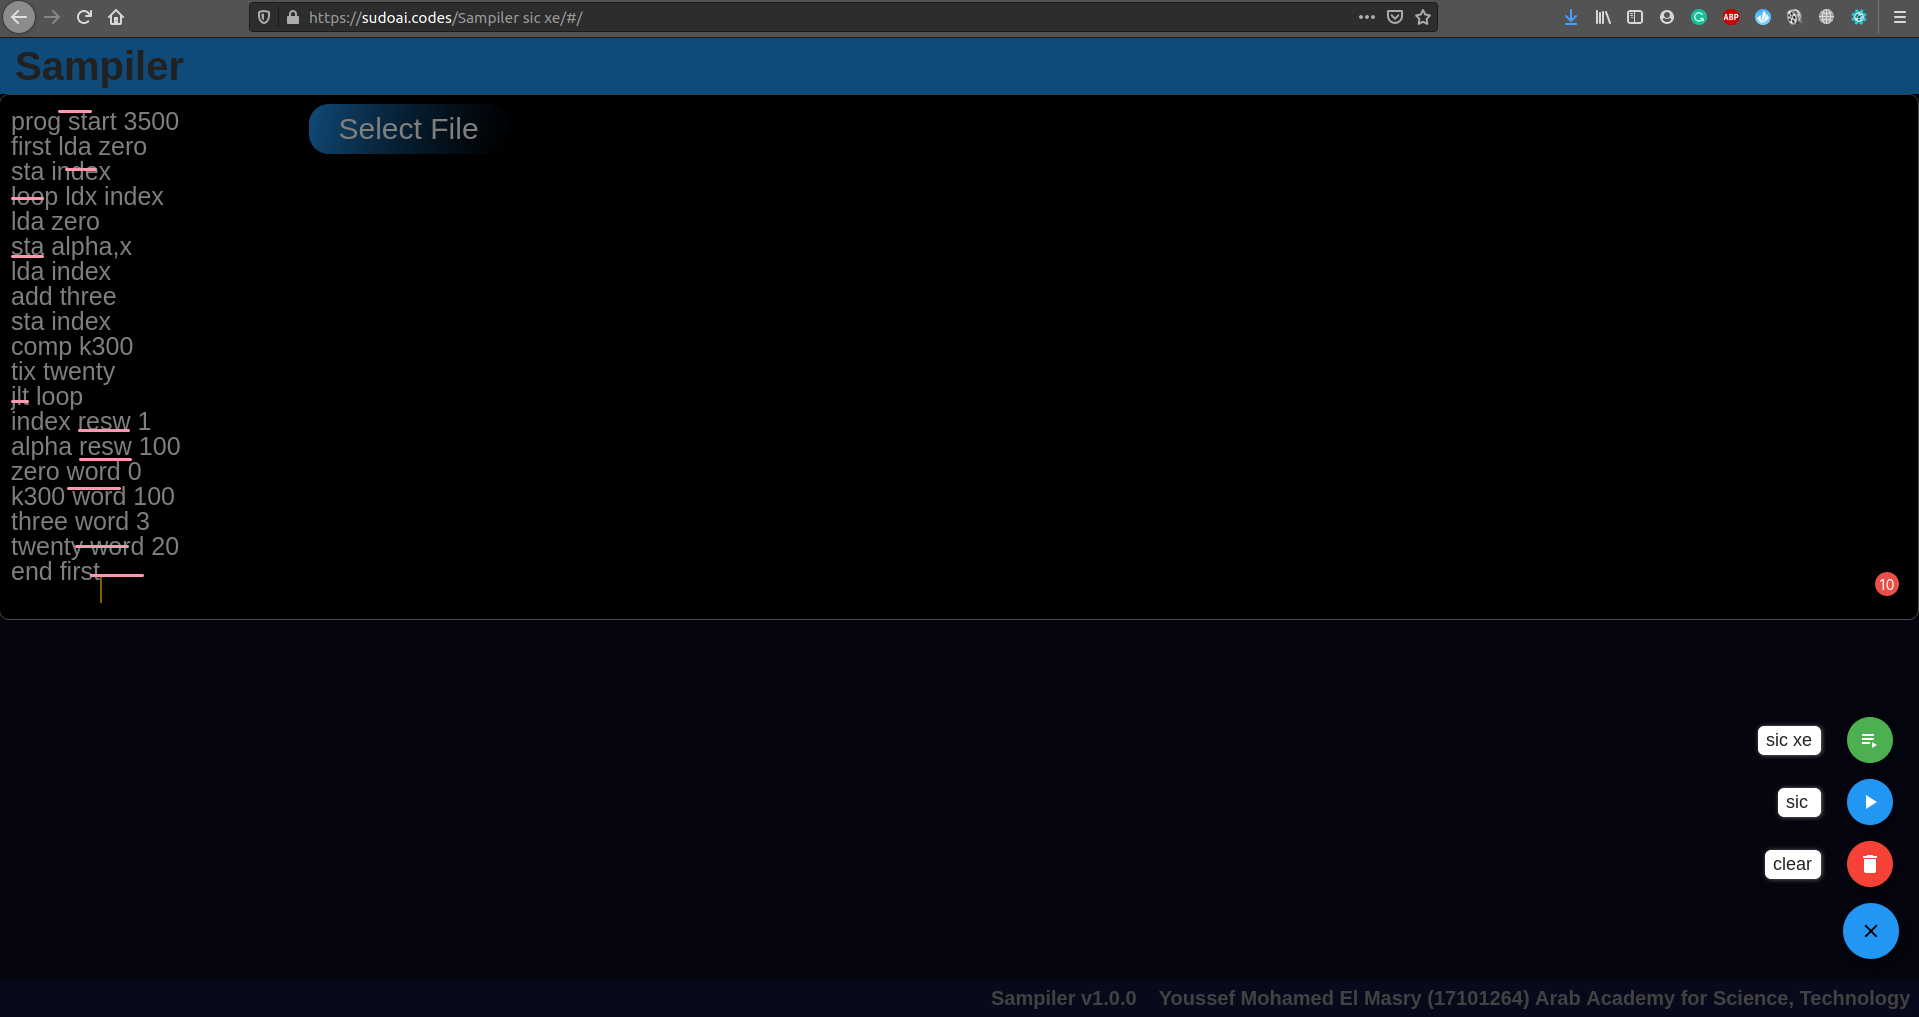 https://sudoai.codes/Sampiler sic xe/#/
ABP
Sampiler
prog start 3500
first lda zero
sta index
loop ldx index
lda zero
sta alpha,x
lda index
add three
sta index
comp k300
tix twenty
jlt loop
index resw 1
alpha resw 100
zero word 0
k300 word 100
three word 3
twenty word 20
end first
Select File
10
sic xe
sic
clear
Sampiler v1.0.0 Youssef Mohamed El Masry (17101264) Arab Academy for Science, Technology